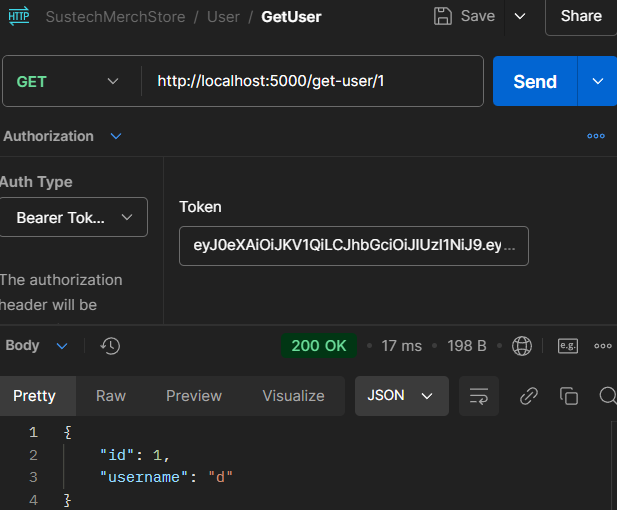 HTTP SustechMerchStore / User / GetUser Save Share
GET http://localhost:5000/get-user/1 Send
Authorization
Auth Type
Token
Bearer Tok...
eyJ0eXAiOiJKV1QiLCJhbGciOiJIUzI1NiJ9.ey...
The authorization
header will be
Body 200 OK • 17 ms • 198 B • e.g.
Pretty Raw Preview Visualize JSON
1 {
2 "id": 1,
3 "username": "d"
4 }